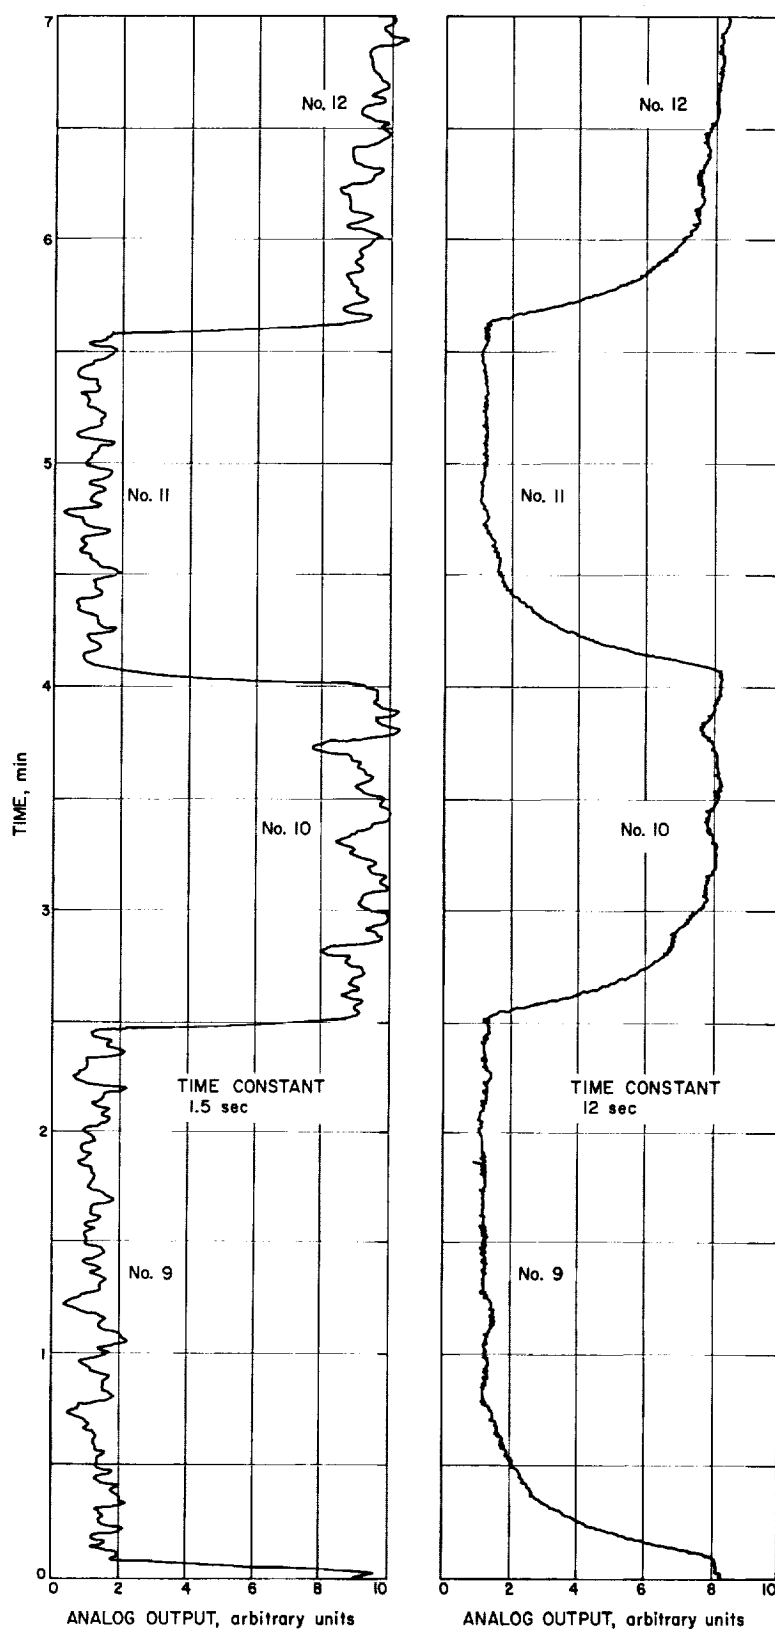 7
No. 12
6
5
No. 11
4
TIME, min
No. 10
3
TIME CONSTANT
1.5 sec
2
No. 9
1
0
0 2 4 6 8 10
ANALOG OUTPUT, arbitrary units
No. 12
No. 11
No. 10
TIME CONSTANT
12 sec
No. 9
0 2 4 6 8 10
ANALOG OUTPUT, arbitrary units